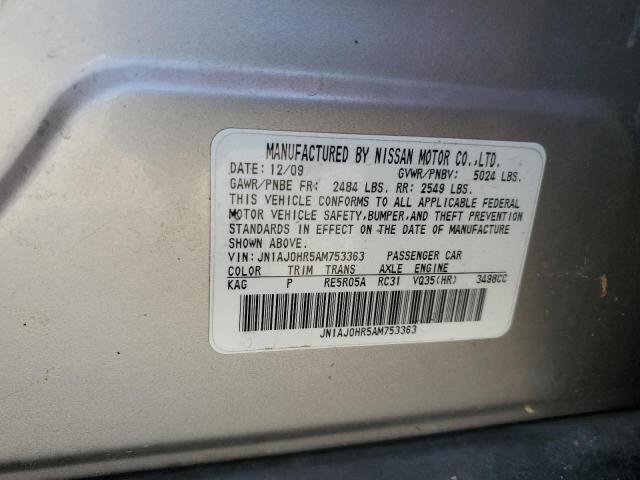 MANUFACTURED BY NISSAN MOTOR CO.,LTD.
DATE: 12/09 GVWR/PNBV: 5024 LBS.
GAWR/PNBE FR: 2484 LBS. RR: 2549 LBS.
THIS VEHICLE CONFORMS TO ALL APPLICABLE FEDERAL
MOTOR VEHICLE SAFETY,BUMPER,AND THEFT PREVENTION
STANDARDS IN EFFECT ON THE DATE OF MANUFACTURE
SHOWN ABOVE.
VIN: JN1AJ0HR5AM753363 PASSENGER CAR
COLOR TRIM TRANS AXLE ENGINE
KAG P RE5R05A RC31 VQ35(HR) 3498CC
JN1AJ0HR5AM753363